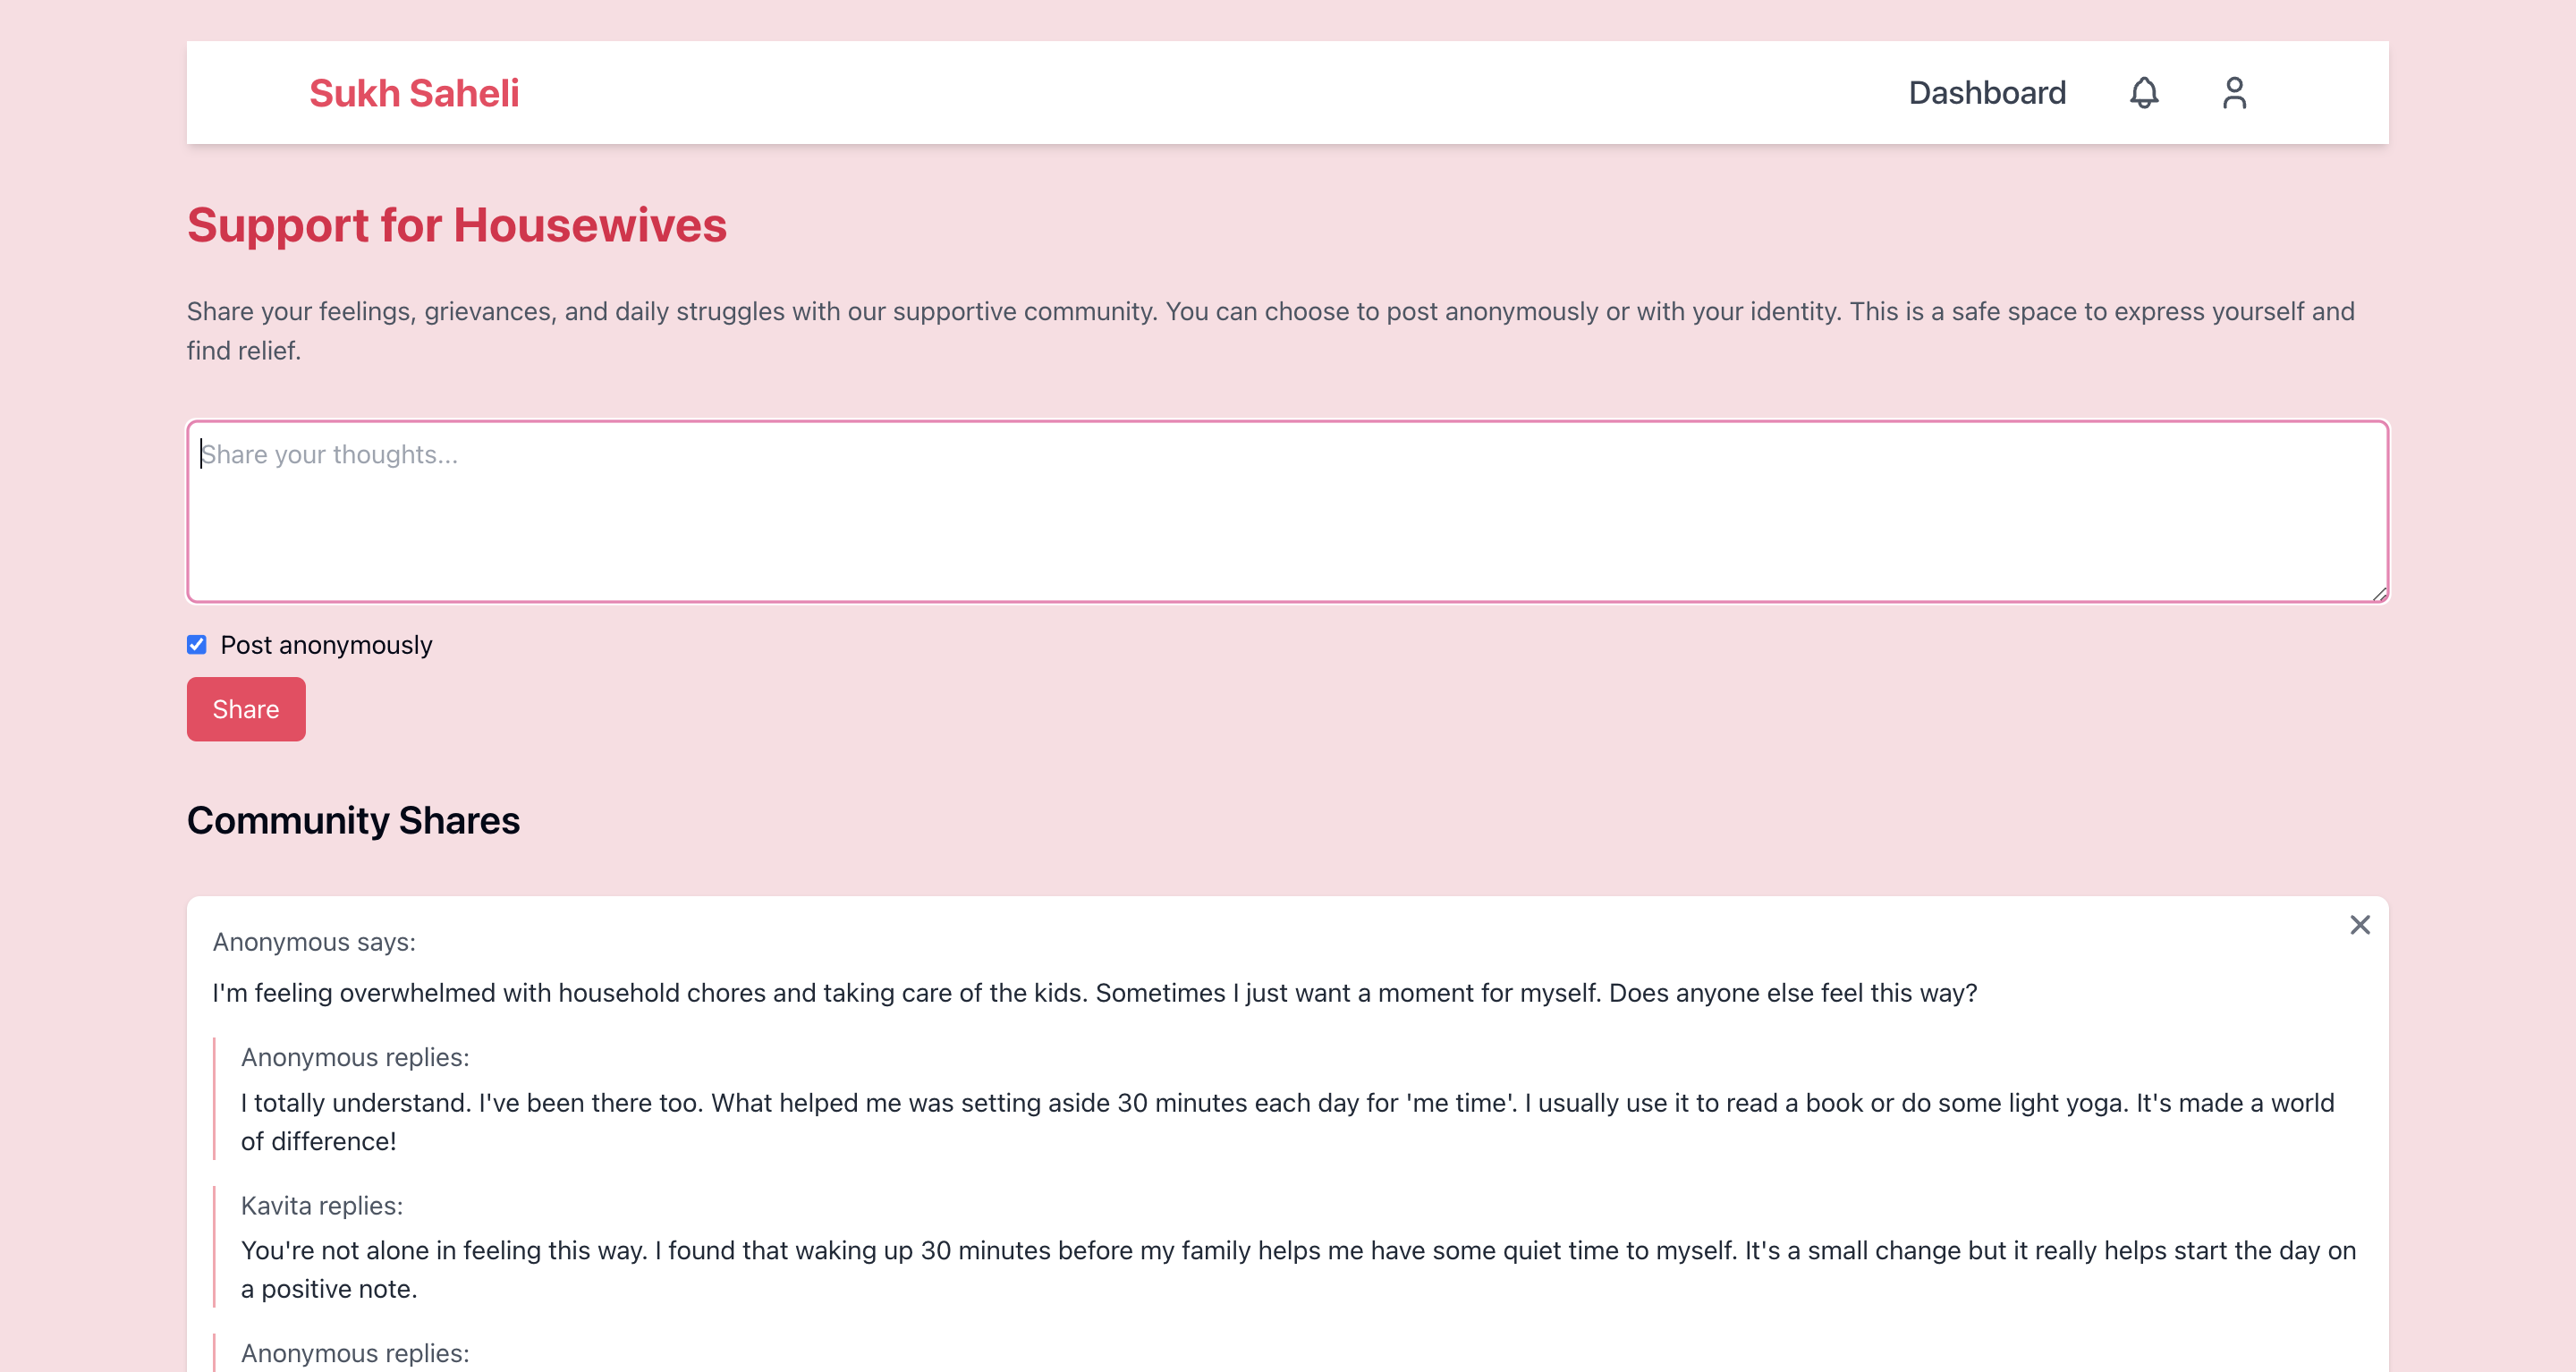 Sukh Saheli
Dashboard
Support for Housewives
Share your feelings, grievances, and daily struggles with our supportive community. You can choose to post anonymously or with your identity. This is a safe space to express yourself and
find relief.
Share your thoughts...
Post anonymously
Share
Community Shares
Anonymous says:
I'm feeling overwhelmed with household chores and taking care of the kids. Sometimes I just want a moment for myself. Does anyone else feel this way?
Anonymous replies:
I totally understand. I've been there too. What helped me was setting aside 30 minutes each day for 'me time'. I usually use it to read a book or do some light yoga. It's made a world
of difference!
Kavita replies:
You're not alone in feeling this way. I found that waking up 30 minutes before my family helps me have some quiet time to myself. It's a small change but it really helps start the day on
a positive note.
Anonymous replies: